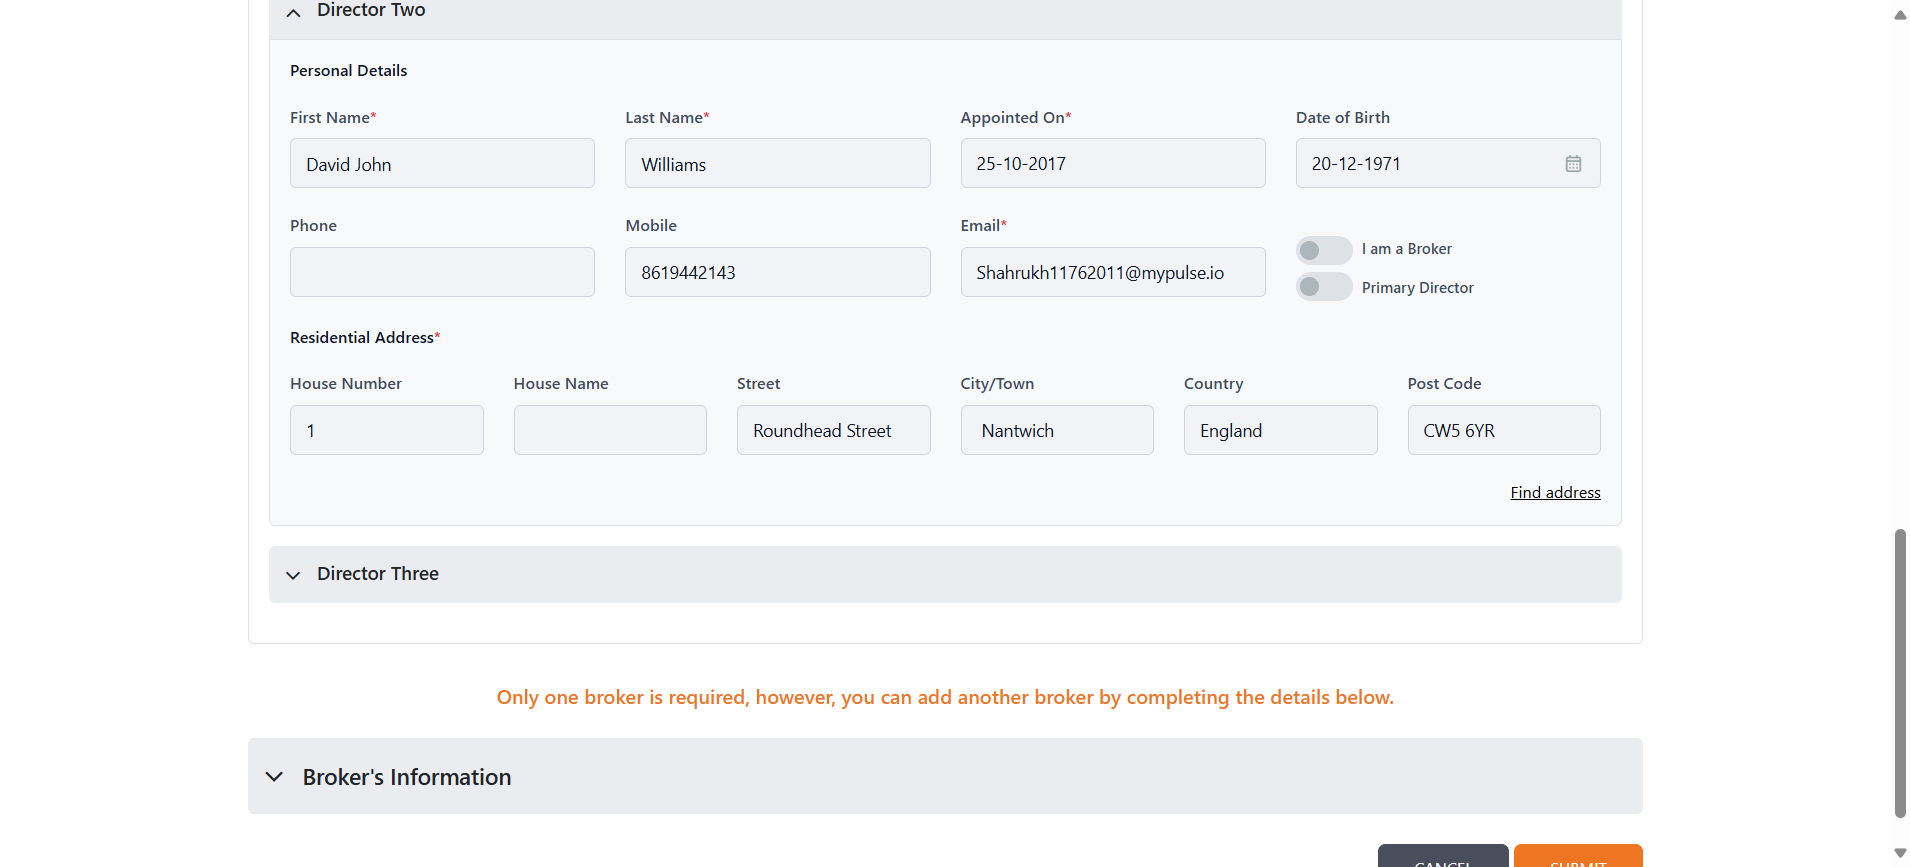 Director Two
Personal Details
First Name* Last Name* Appointed On* Date of Birth
David John Williams 25-10-2017 20-12-1971
Phone Mobile Email*
I am a Broker
8619442143 Shahrukh11762011@mypulse.io
Primary Director
Residential Address*
House Number House Name Street City/Town Country Post Code
1 Roundhead Street Nantwich England CW5 6YR
Find address
Director Three
Only one broker is required, however, you can add another broker by completing the details below.
Broker's Information
CANCEL SUBMIT